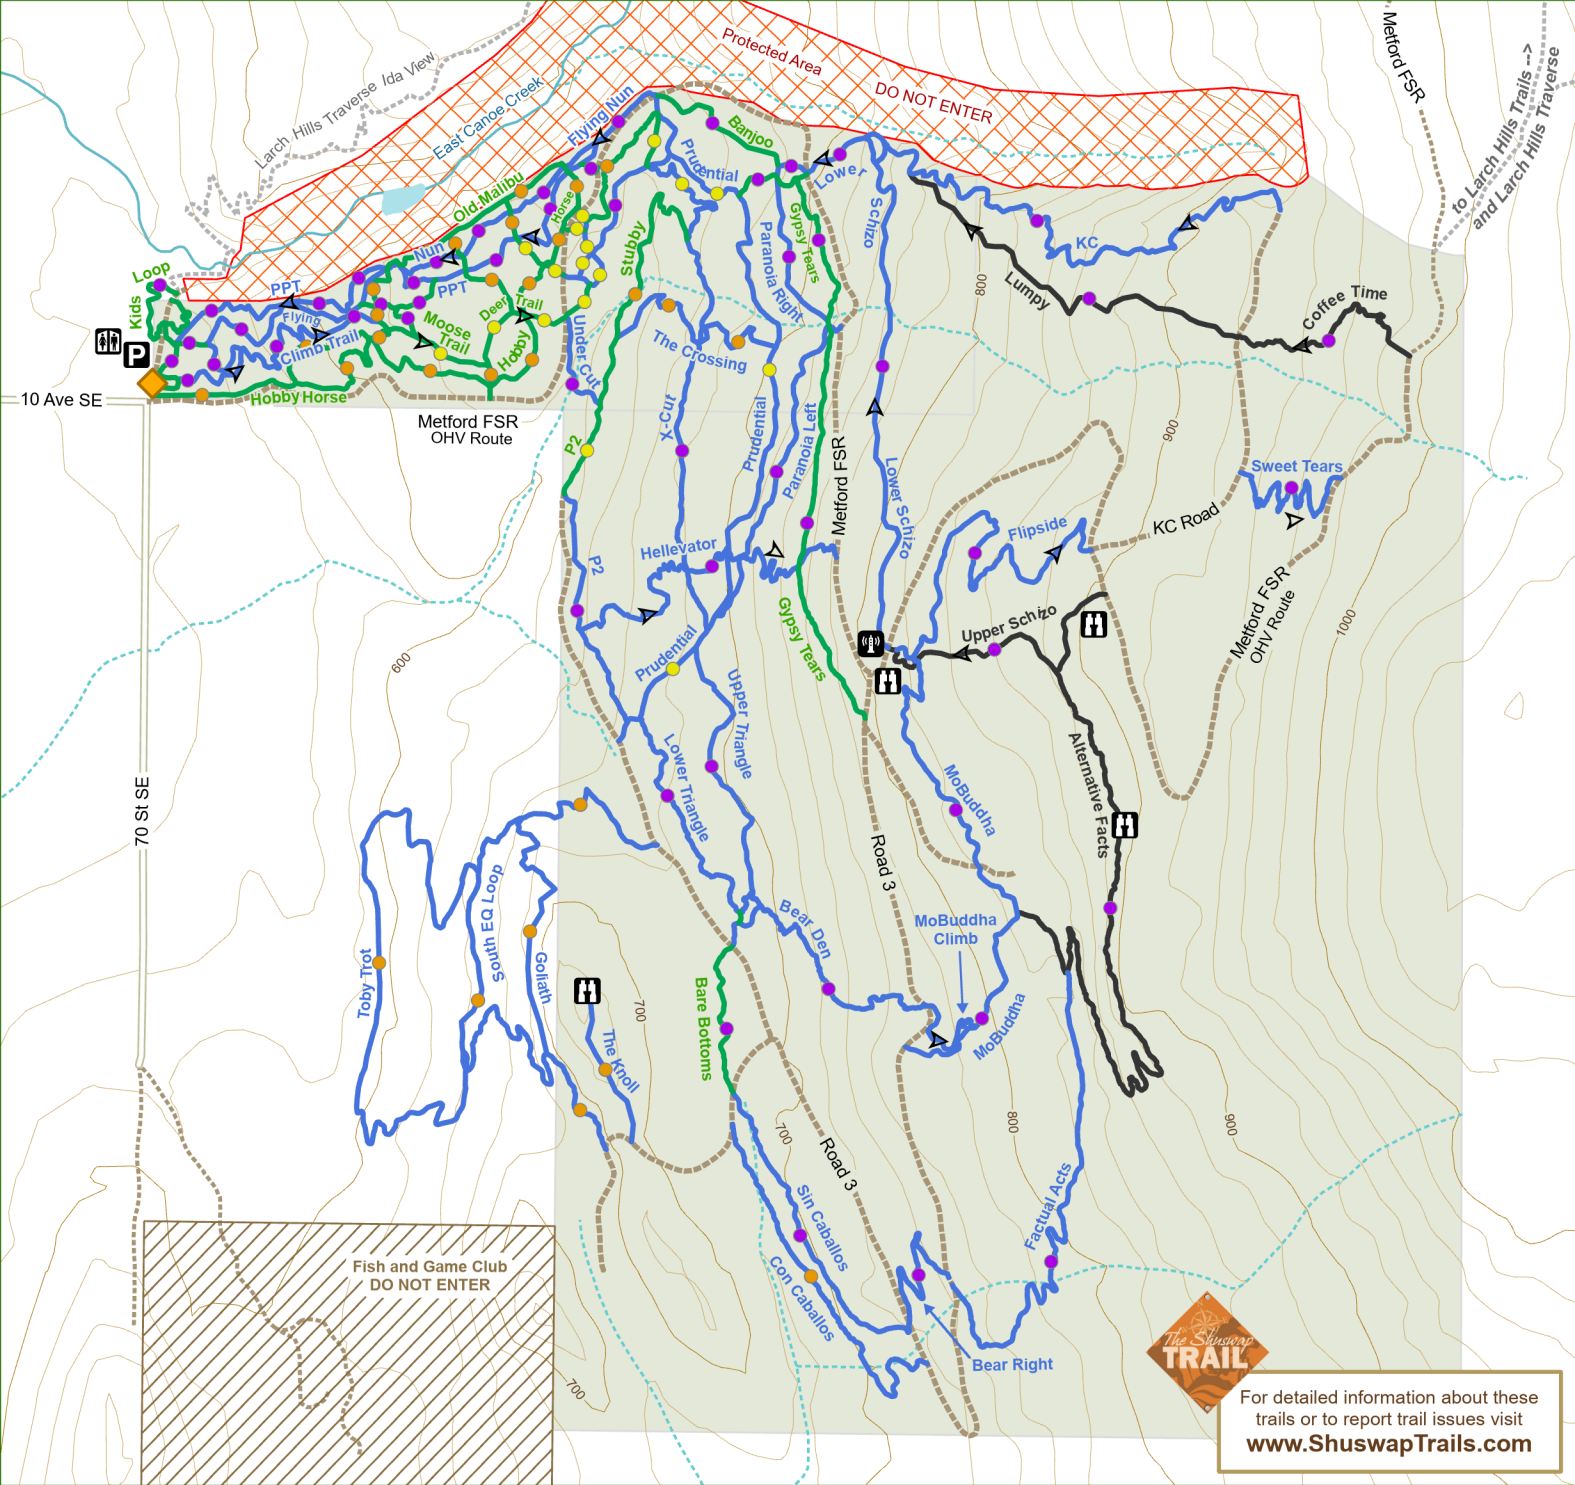 Metford FSR
to Larch Hills Trails -->
and Larch Hills Traverse
Protected Area
DO NOT ENTER
Larch Hills Traverse Ida View
East Canoe Creek
Flying Nun
Banjoo
Prudential
Lower
Schizo
Old Malibu
Horse
Gypsy Tears
Paranoia Right
Stubby
KC
Lumpy
800
Coffee Time
Loop
Kids
PPT
Nun
PPT
Flying
Climb Trail
Deer
Trail
Moose
Trail
Hobby
Hobby Horse
Under Cut
The Crossing
P
10 Ave SE
Metford FSR
OHV Route
X-Cut
Prudential
Paranoia Left
Metford FSR
P2
900
Sweet Tears
KC Road
Lower Schizo
Flipside
Hellevator
P2
Gypsy Tears
Upper Schizo
Metford FSR
OHV Route
1000
600
Prudential
Upper Triangle
Lower Triangle
Alternative Facts
MoBuddha
70 St SE
Road 3
South EQ Loop
Toby Trot
Goliath
Bear Den
MoBuddha
Climb
MoBuddha
700
The Knoll
Bare Bottoms
700
800
900
Road 3
Sin Caballos
Con Caballos
Factual Acts
Fish and Game Club
DO NOT ENTER
Bear Right
700
The Shuswap
TRAIL
For detailed information about these
trails or to report trail issues visit
www.ShuswapTrails.com